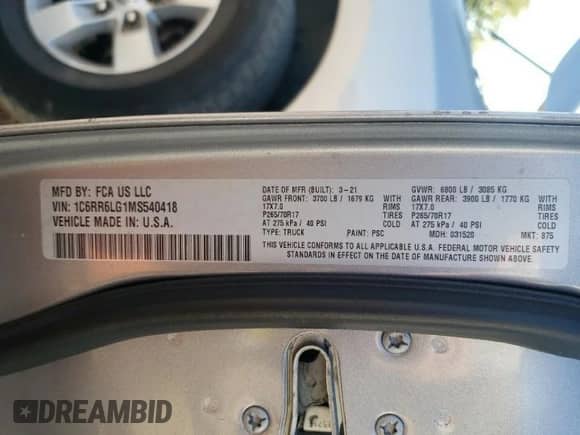 MFD BY: FCA US LLC
VIN: 1C6RR6LG1MS540418
VEHICLE MADE IN: U.S.A.
DATE OF MFR (BUILT): 3-21
GAWR FRONT: 3700 LB / 1679 KG
17X7.0 RIMS WITH
P265/70R17 TIRES
AT 275 kPa / 40 PSI
TYPE: TRUCK
GVWR: 6800 LB / 3085 KG
GAWR REAR: 3900 LB / 1770 KG
17X7.0 RIMS WITH
P265/70R17 TIRES
AT 275 kPa / 40 PSI
PAINT: PSC
MDH: 031520
MKT: 875
THIS VEHICLE CONFORMS TO ALL APPLICABLE U.S.A. FEDERAL MOTOR VEHICLE SAFETY
STANDARDS IN EFFECT ON THE DATE OF MANUFACTURE SHOWN ABOVE.
DREAMBID